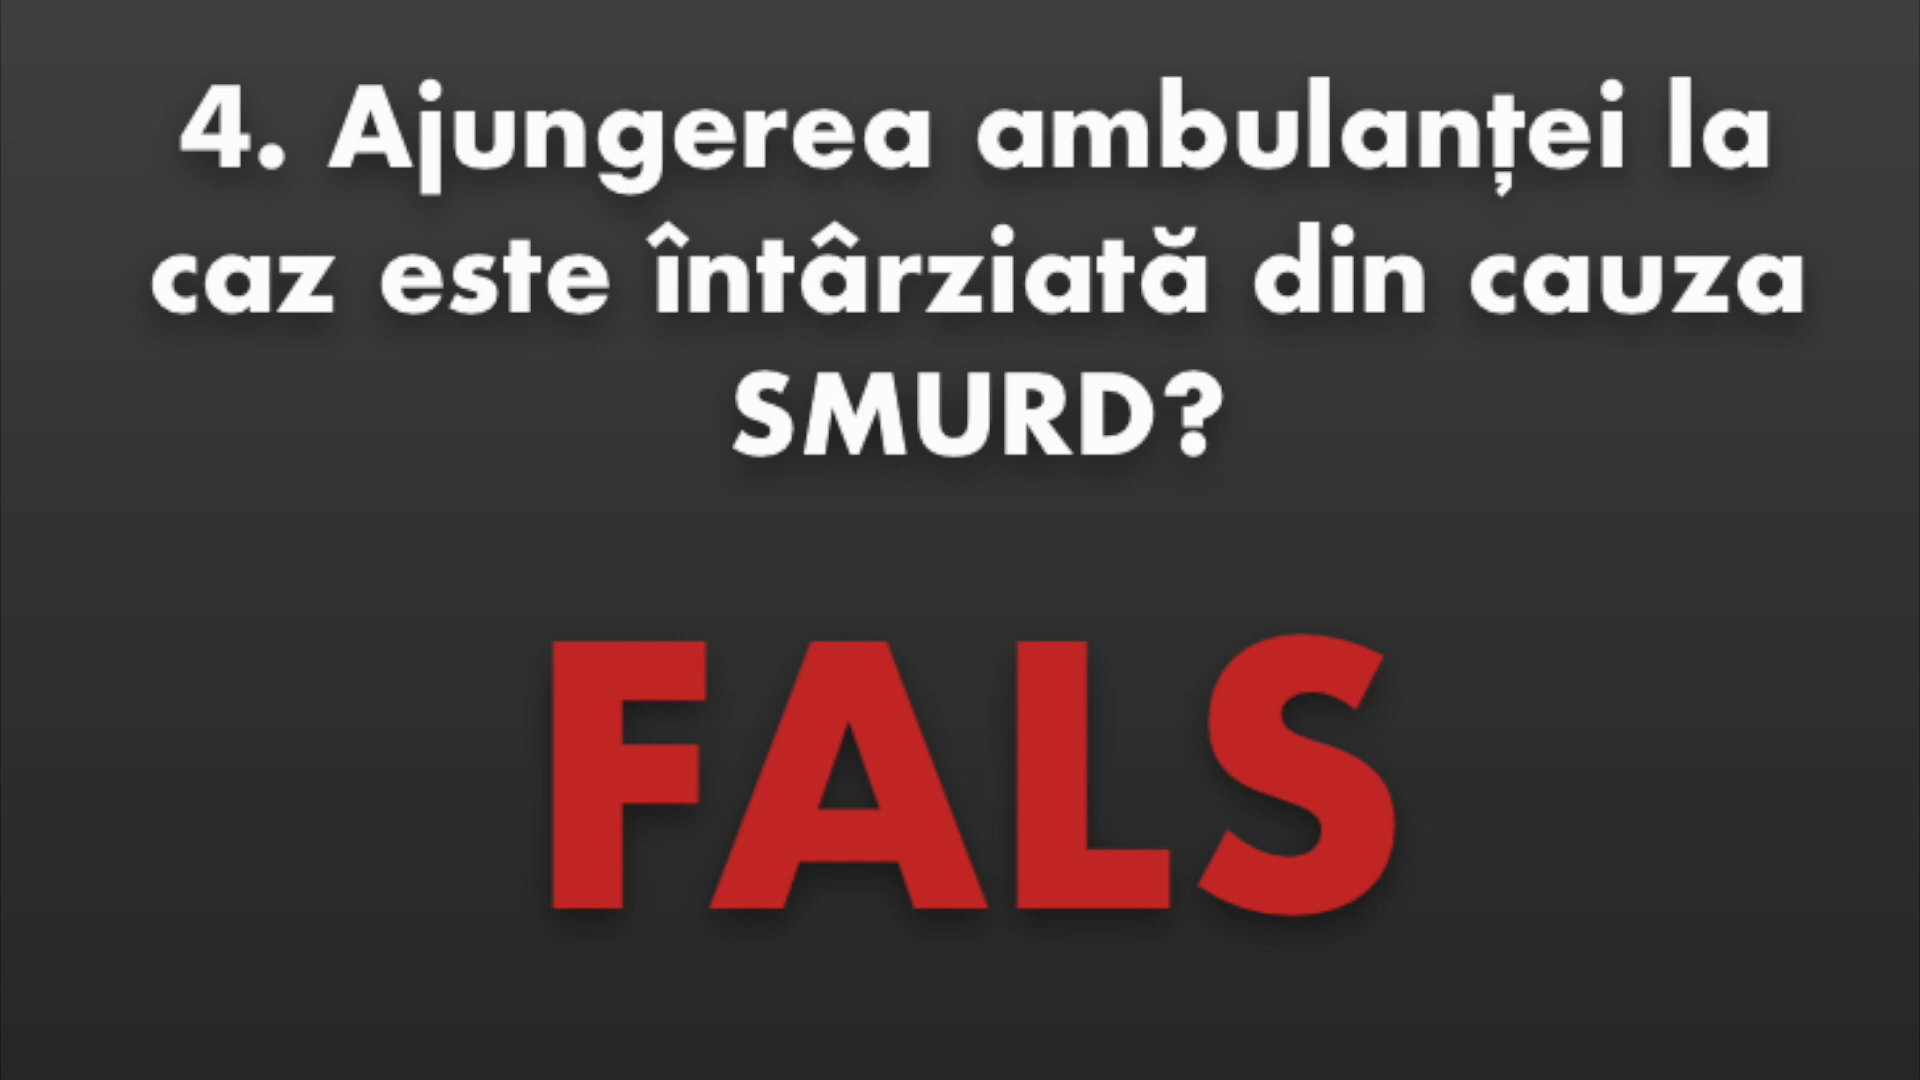 4. Ajungerea ambulanței la
caz este întârziată din cauza
SMURD?
FALS